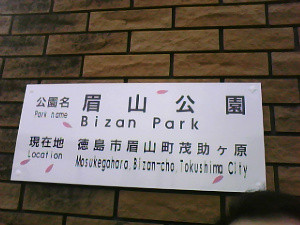 公園名 眉山公園
Park name Bizan Park
現在地 徳島市眉山町茂助ヶ原
Location Mosukegahara, Bizan-cho, Tokushima City